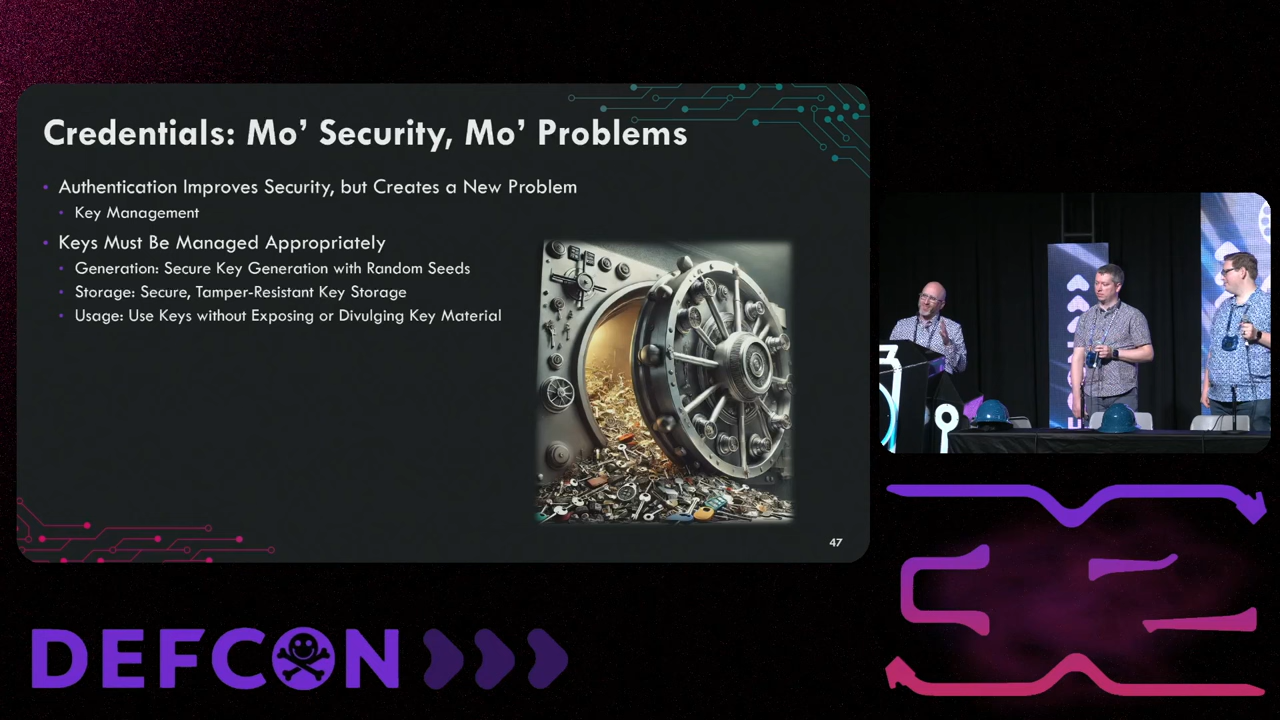 Credentials: Mo’ Security, Mo’ Problems
• Authentication Improves Security, but Creates a New Problem
• Key Management
• Keys Must Be Managed Appropriately
• Generation: Secure Key Generation with Random Seeds
• Storage: Secure, Tamper-Resistant Key Storage
• Usage: Use Keys without Exposing or Divulging Key Material
47
DEFCON